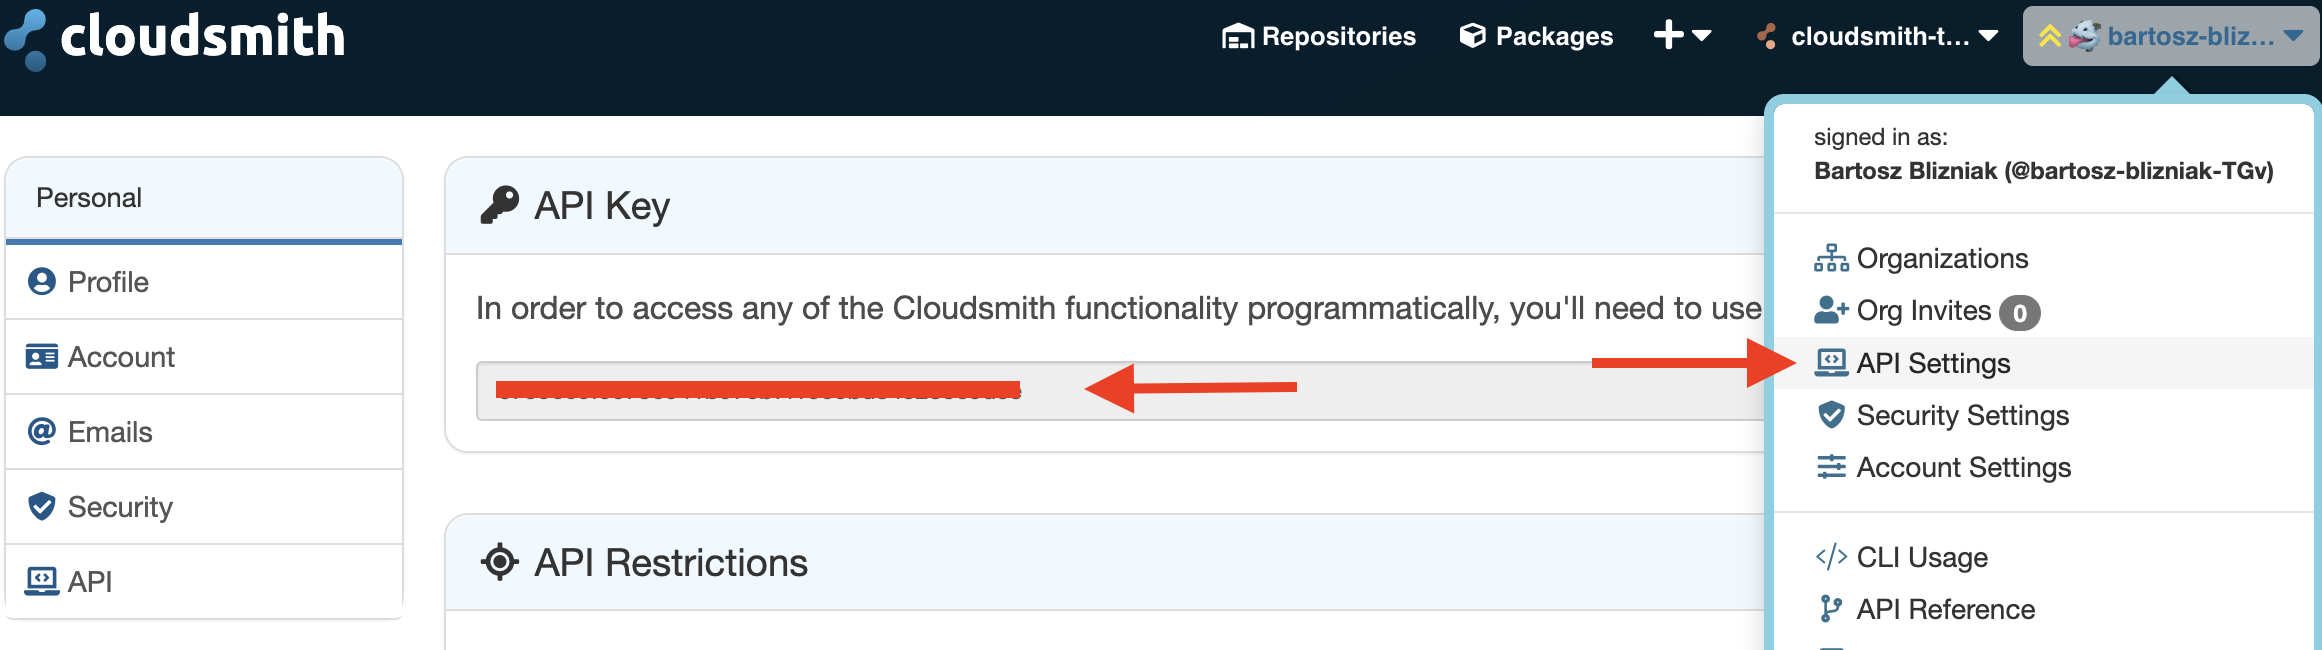 cloudsmith
Repositories
Packages
cloudsmith-t...
bartosz-bliz...
signed in as:
Bartosz Blizniak (@bartosz-blizniak-TGv)
Organizations
Org Invites 0
API Settings
Security Settings
Account Settings
CLI Usage
API Reference
Personal
Profile
Account
Emails
Security
API
API Key
In order to access any of the Cloudsmith functionality programmatically, you'll need to use
API Restrictions